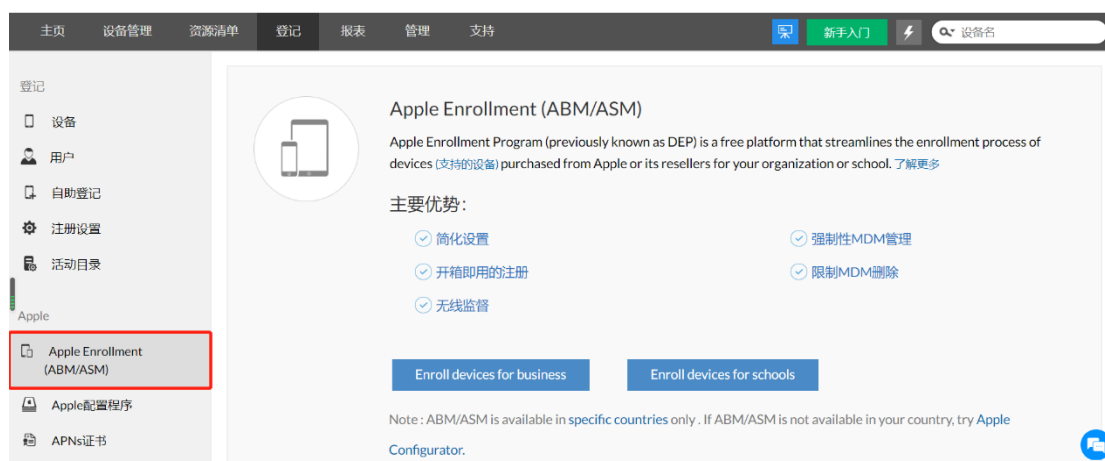 主页 设备管理 资源清单 登记 报表 管理 支持 新手入门 设备名
登记
设备
用户
自助登记
注册设置
活动目录
Apple
Apple Enrollment
(ABM/ASM)
Apple配置程序
APNs证书
Apple Enrollment (ABM/ASM)
Apple Enrollment Program (previously known as DEP) is a free platform that streamlines the enrollment process of
devices (支持的设备) purchased from Apple or its resellers for your organization or school. 了解更多
主要优势：
简化设置 强制性MDM管理
开箱即用的注册 限制MDM删除
无线监督
Enroll devices for business Enroll devices for schools
Note : ABM/ASM is available in specific countries only . If ABM/ASM is not available in your country, try Apple
Configurator.